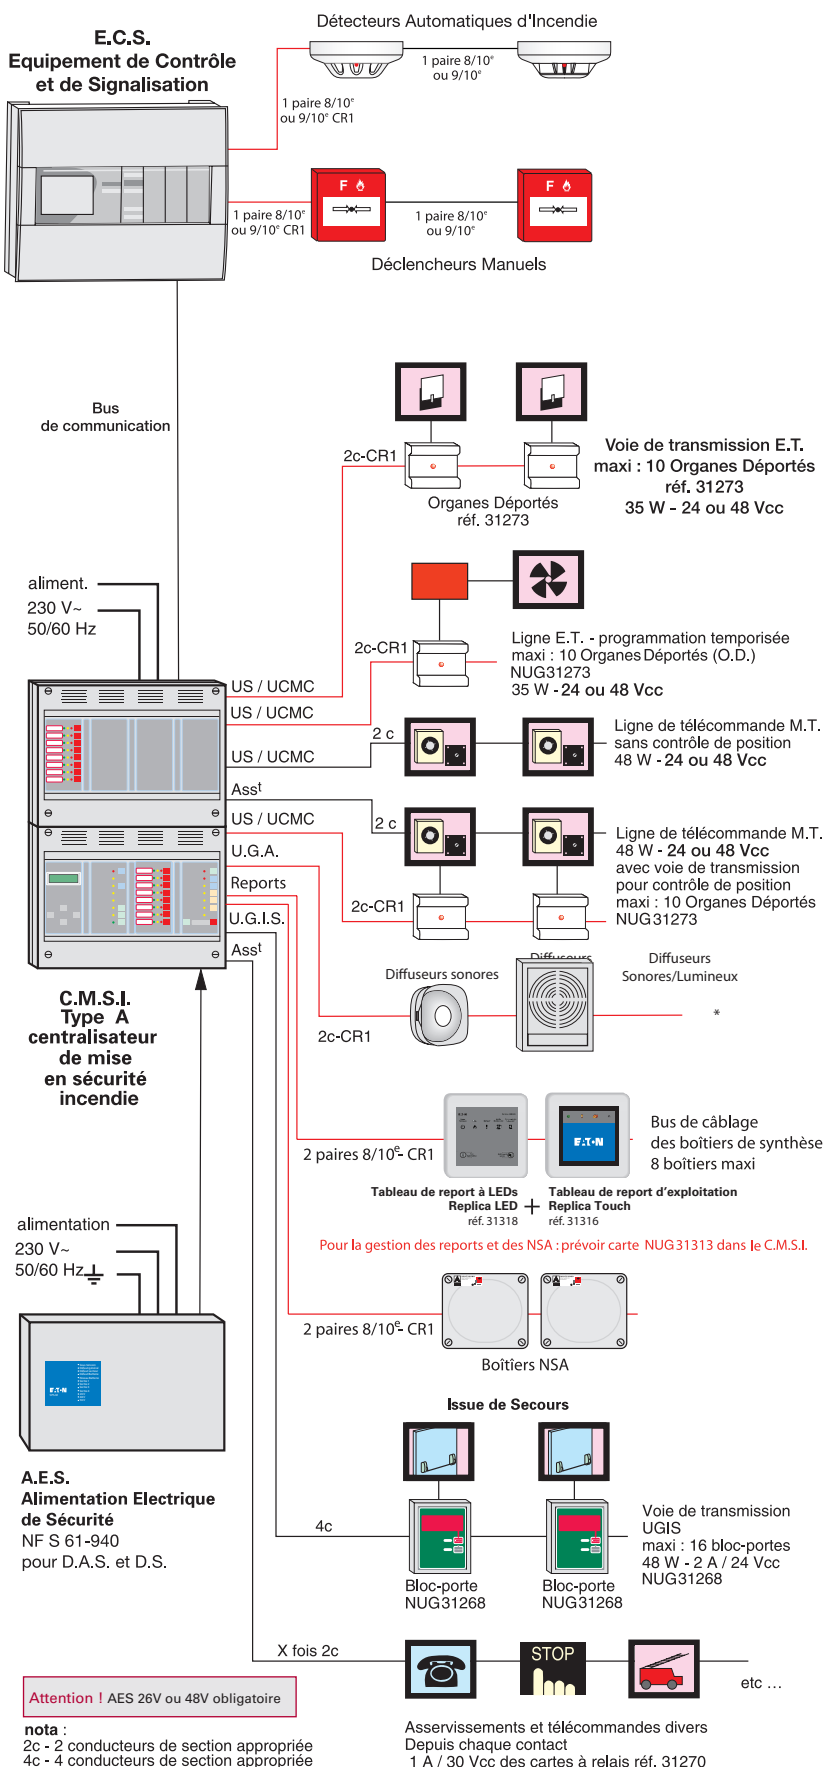 Détecteurs Automatiques d'Incendie
E.C.S.
Equipement de Contrôle
et de Signalisation
1 paire 8/10e
ou 9/10e
1 paire 8/10e
ou 9/10e CR1
F
F
1 paire 8/10e
ou 9/10e CR1
1 paire 8/10e
ou 9/10e
Déclencheurs Manuels
Bus
de communication
2c-CR1
Organes Déportés
réf. 31273
Voie de transmission E.T.
maxi : 10 Organes Déportés
réf. 31273
35 W - 24 ou 48 Vcc
aliment.
230 V~
50/60 Hz
2c-CR1
Ligne E.T. - programmation temporisée
maxi : 10 Organes Déportés (O.D.)
NUG31273
35 W - 24 ou 48 Vcc
US / UCMC
US / UCMC
US / UCMC
Asst
US / UCMC
U.G.A.
Reports
U.G.I.S.
Asst
2 c
Ligne de télécommande M.T.
sans contrôle de position
48 W - 24 ou 48 Vcc
2 c
2c-CR1
Ligne de télécommande M.T.
48 W - 24 ou 48 Vcc
avec voie de transmission
pour contrôle de position
maxi : 10 Organes Déportés
NUG31273
C.M.S.I.
Type A
centralisateur
de mise
en sécurité
incendie
Diffuseurs sonores
Diffuseurs
Diffuseurs
Sonores/Lumineux
2c-CR1
*
2 paires 8/10e- CR1
EATON
EATON
Bus de câblage
des boîtiers de synthèse
8 boîtiers maxi
Tableau de report à LEDs
Replica LED
réf. 31318
+
Tableau de report d'exploitation
Replica Touch
réf. 31316
Pour la gestion des reports et des NSA : prévoir carte NUG31313 dans le C.M.S.I.
alimentation
230 V~
50/60 Hz
2 paires 8/10e- CR1
Boîtîers NSA
EATON
A.E.S.
Alimentation Electrique
de Sécurité
NF S 61-940
pour D.A.S. et D.S.
Issue de Secours
4c
Bloc-porte
NUG31268
Bloc-porte
NUG31268
Voie de transmission
UGIS
maxi : 16 bloc-portes
48 W - 2 A / 24 Vcc
NUG31268
X fois 2c
STOP
etc ...
Attention ! AES 26V ou 48V obligatoire
nota :
2c - 2 conducteurs de section appropriée
4c - 4 conducteurs de section appropriée
Asservissements et télécommandes divers
Depuis chaque contact
1 A / 30 Vcc des cartes à relais réf. 31270